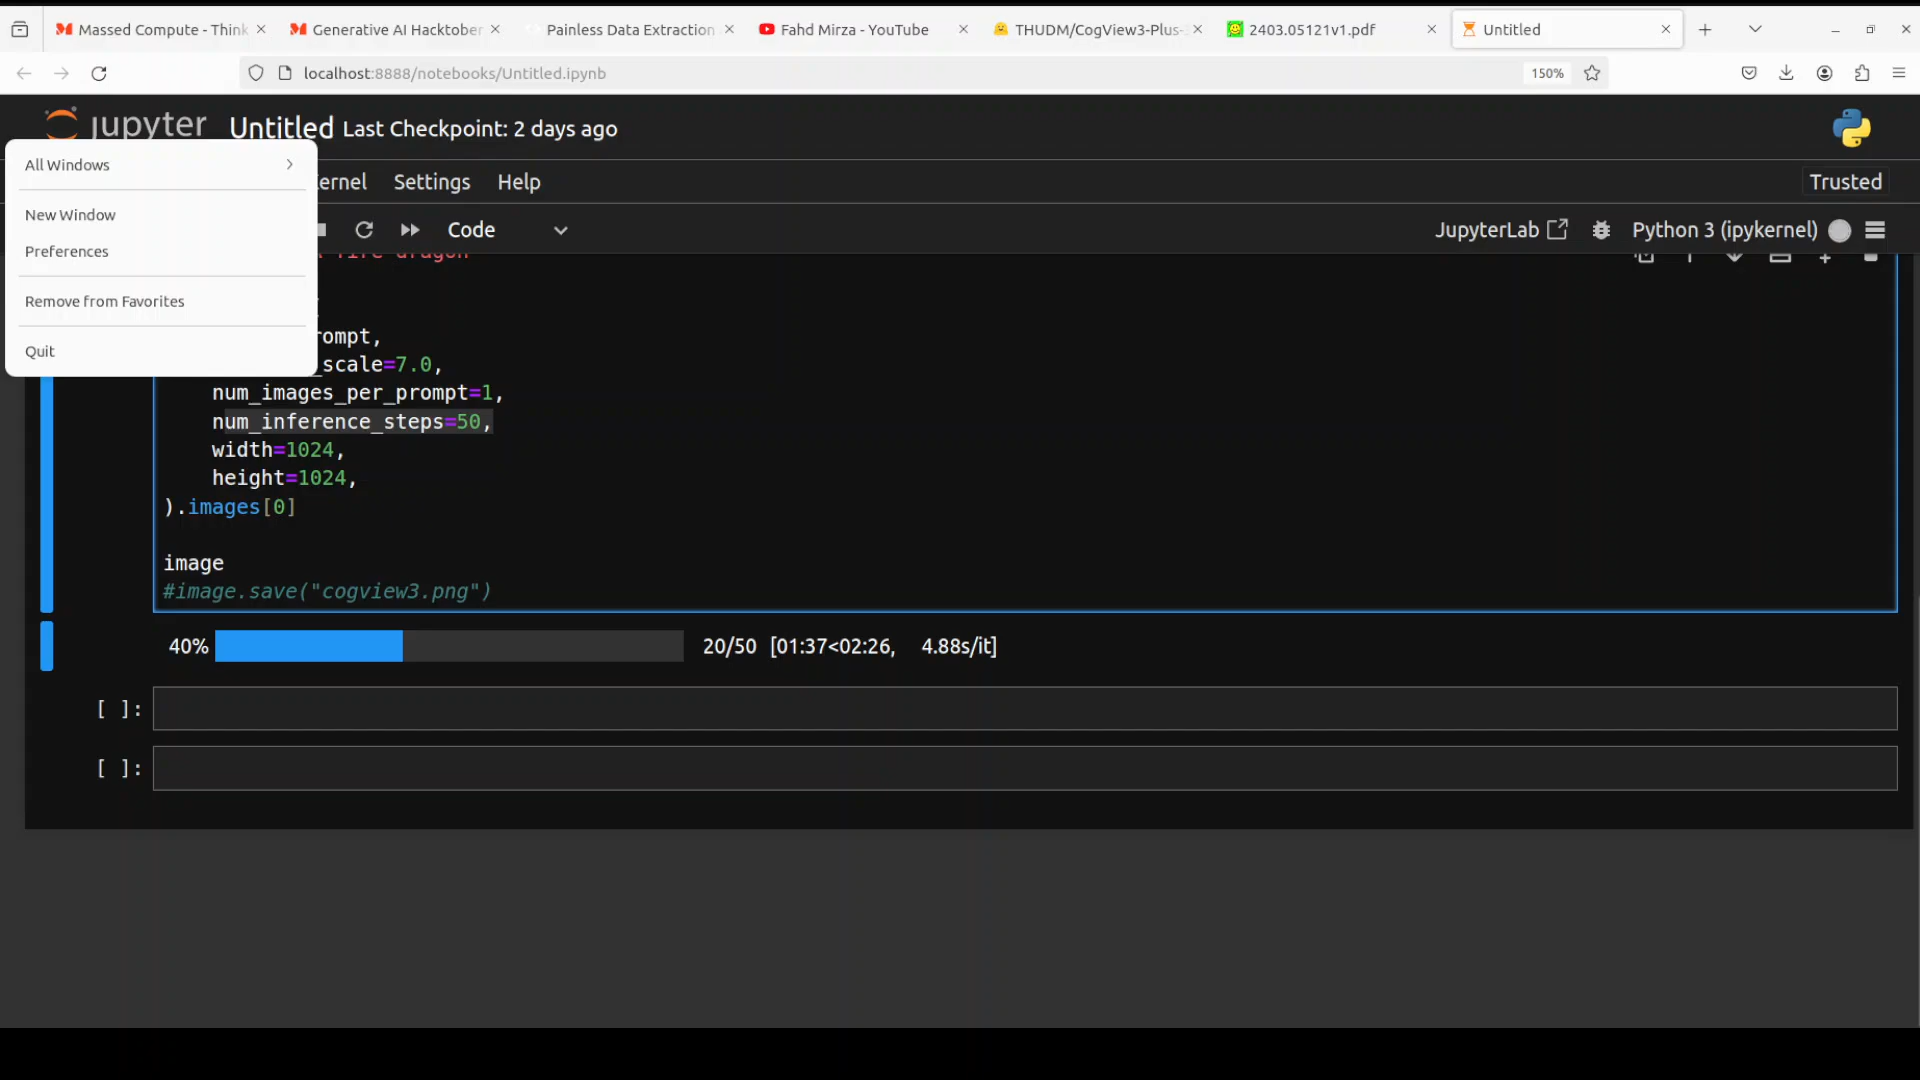 Massed Compute - Think
Generative AI Hacktober
Painless Data Extraction
Fahd Mirza - YouTube
THUDM/CogView3-Plus-
2403.05121v1.pdf
Untitled
localhost:8888/notebooks/Untitled.ipynb
150%
jupyter Untitled Last Checkpoint: 2 days ago
All Windows
New Window
Preferences
Remove from Favorites
Quit
ernel Settings Help
Trusted
Code
JupyterLab
Python 3 (ipykernel)
fire dragon
rompt,
_scale=7.0,
num_images_per_prompt=1,
num_inference_steps=50,
width=1024,
height=1024,
).images[0]
image
#image.save("cogview3.png")
40% 20/50 [01:37<02:26, 4.88s/it]
[ ]:
[ ]: